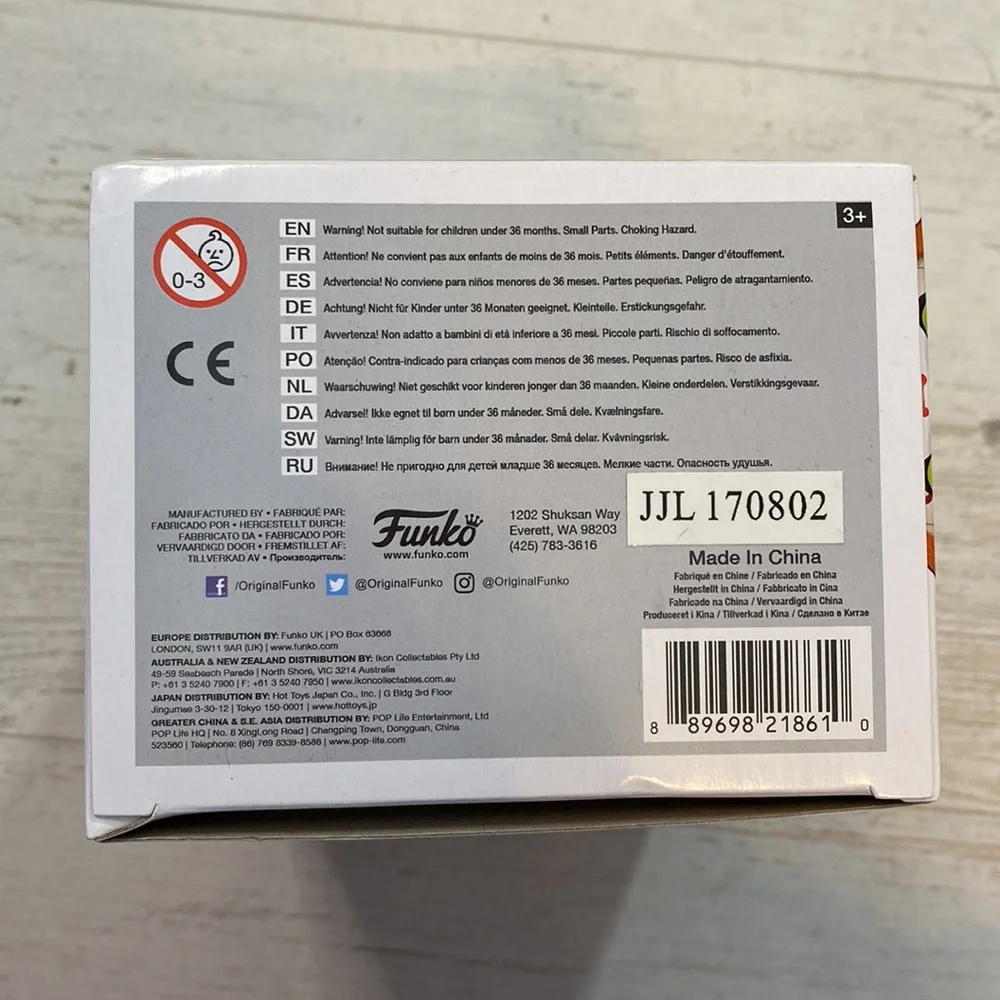 3+
0-3
EN Warning! Not suitable for children under 36 months. Small Parts. Choking Hazard.
FR Attention! Ne convient pas aux enfants de moins de 36 mois. Petits éléments. Danger d'étouffement.
ES Advertencia! No conviene para niños menores de 36 meses. Partes pequeñas. Peligro de atragantamiento.
DE Achtung! Nicht für Kinder unter 36 Monaten geeignet. Kleinteile. Erstickungsgefahr.
IT Avvertenza! Non adatto a bambini di età inferiore a 36 mesi. Piccole parti. Rischio di soffocamento.
PO Atenção! Contra-indicado para crianças com menos de 36 meses. Pequenas partes. Risco de asfixia.
NL Waarschuwing! Niet geschikt voor kinderen jonger dan 36 maanden. Kleine onderdelen. Verstikkingsgevaar.
DA Advarsel! Ikke egnet til børn under 36 måneder. Små dele. Kvælningsfare.
SW Varning! Inte lämplig för barn under 36 månader. Små delar. Kvävningsrisk.
RU Внимание! Не пригодно для детей младше 36 месяцев. Мелкие части. Опасность удушья.
CE
MANUFACTURED BY • FABRIQUÉ PAR:
FABRICADO POR • HERGESTELLT DURCH:
FABBRICATO DA • FABRICADO POR:
VERVAARDIGD DOOR • FREMSTILLET AF:
TILLVERKAD AV • Производитель:
Funko
www.funko.com
1202 Shuksan Way
Everett, WA 98203
(425) 783-3616
JJL 170802
/OriginalFunko @OriginalFunko @OriginalFunko
Made In China
Fabriqué en Chine / Fabricado en China
Hergestellt in China / Fabbricato in Cina
Fabricado na China / Vervaardigd in China
Produceret i Kina / Tillverkad i Kina / Сделано в Китае
EUROPE DISTRIBUTION BY: Funko UK | PO Box 63668
LONDON, SW11 9AR (UK) | www.funko.com
AUSTRALIA & NEW ZEALAND DISTRIBUTION BY: Ikon Collectables Pty Ltd
49-59 Seabeach Parade | North Shore, VIC 3214 Australia
P: +61 3 5240 7900 | F: +61 3 5240 7950 | www.ikoncollectables.com.au
JAPAN DISTRIBUTION BY: Hot Toys Japan Co., Inc. | G Bldg 3rd Floor
Jingumae 3-30-12 | Tokyo 150-0001 | www.hottoys.jp
GREATER CHINA & S.E. ASIA DISTRIBUTION BY: POP Life Entertainment, Ltd
POP Life HQ | No. 8 XingLong Road | Changping Town, Dongguan, China
523560 | Telephone: (86) 769 8339-8586 | www.pop-life.com
8 89698 21861 0